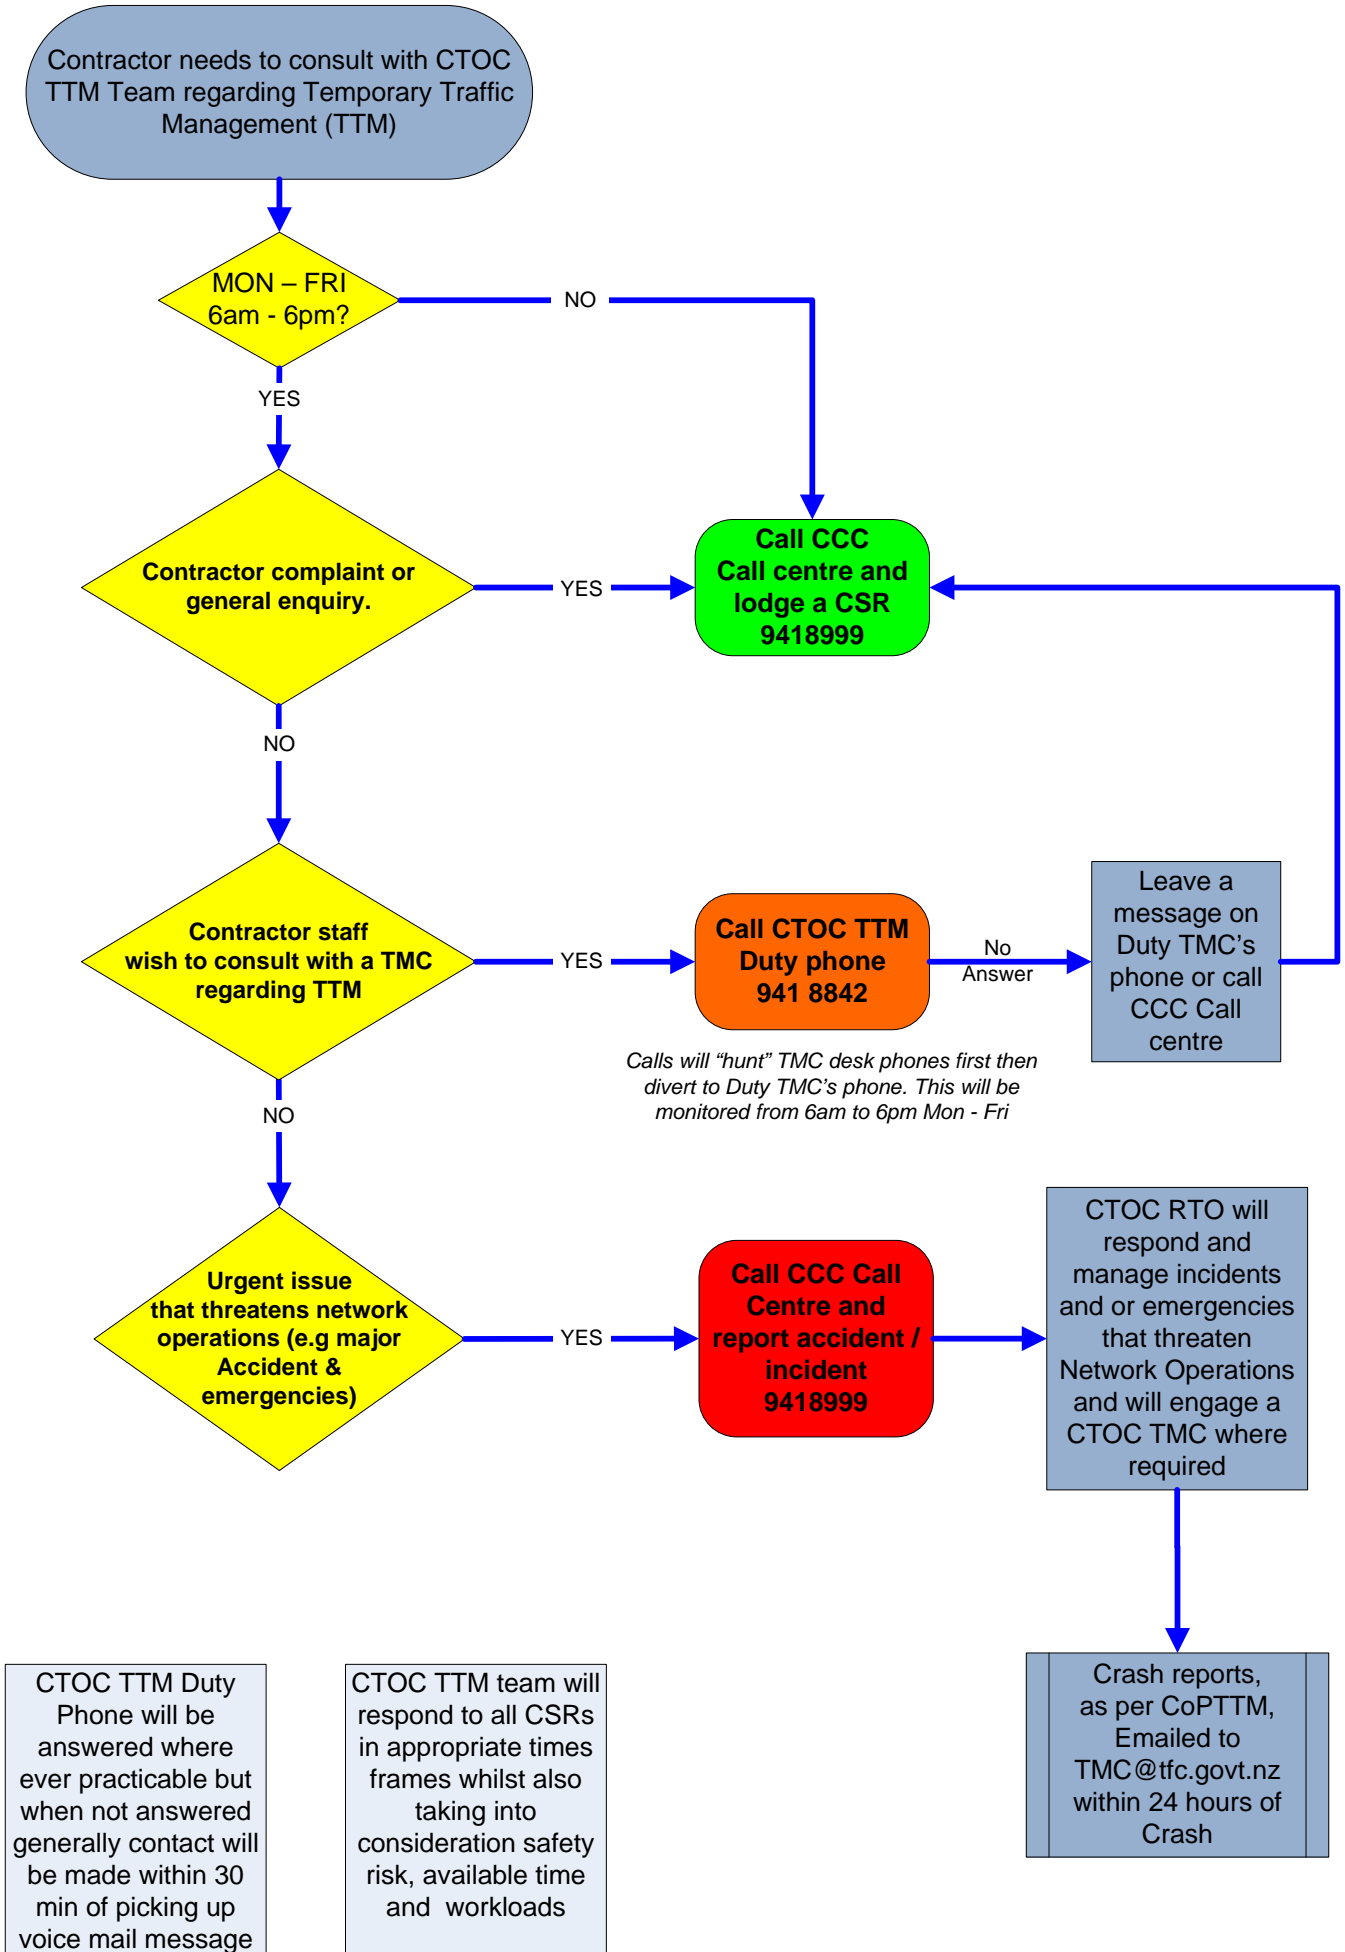 Contractor needs to consult with CTOC
TTM Team regarding Temporary Traffic
Management (TTM)
MON – FRI
6am - 6pm?
NO
YES
Contractor complaint or
general enquiry.
YES
Call CCC
Call centre and
lodge a CSR
9418999
NO
Contractor staff
wish to consult with a TMC
regarding TTM
YES
Call CTOC TTM
Duty phone
941 8842
No
Answer
Leave a
message on
Duty TMC’s
phone or call
CCC Call
centre
Calls will “hunt” TMC desk phones first then
divert to Duty TMC’s phone. This will be
monitored from 6am to 6pm Mon - Fri
NO
Urgent issue
that threatens network
operations (e.g major
Accident &
emergencies)
YES
Call CCC Call
Centre and
report accident /
incident
9418999
CTOC RTO will
respond and
manage incidents
and or emergencies
that threaten
Network Operations
and will engage a
CTOC TMC where
required
Crash reports,
as per CoPTTM,
Emailed to
TMC@tfc.govt.nz
within 24 hours of
Crash
CTOC TTM Duty
Phone will be
answered where
ever practicable but
when not answered
generally contact will
be made within 30
min of picking up
voice mail message
CTOC TTM team will
respond to all CSRs
in appropriate times
frames whilst also
taking into
consideration safety
risk, available time
and  workloads